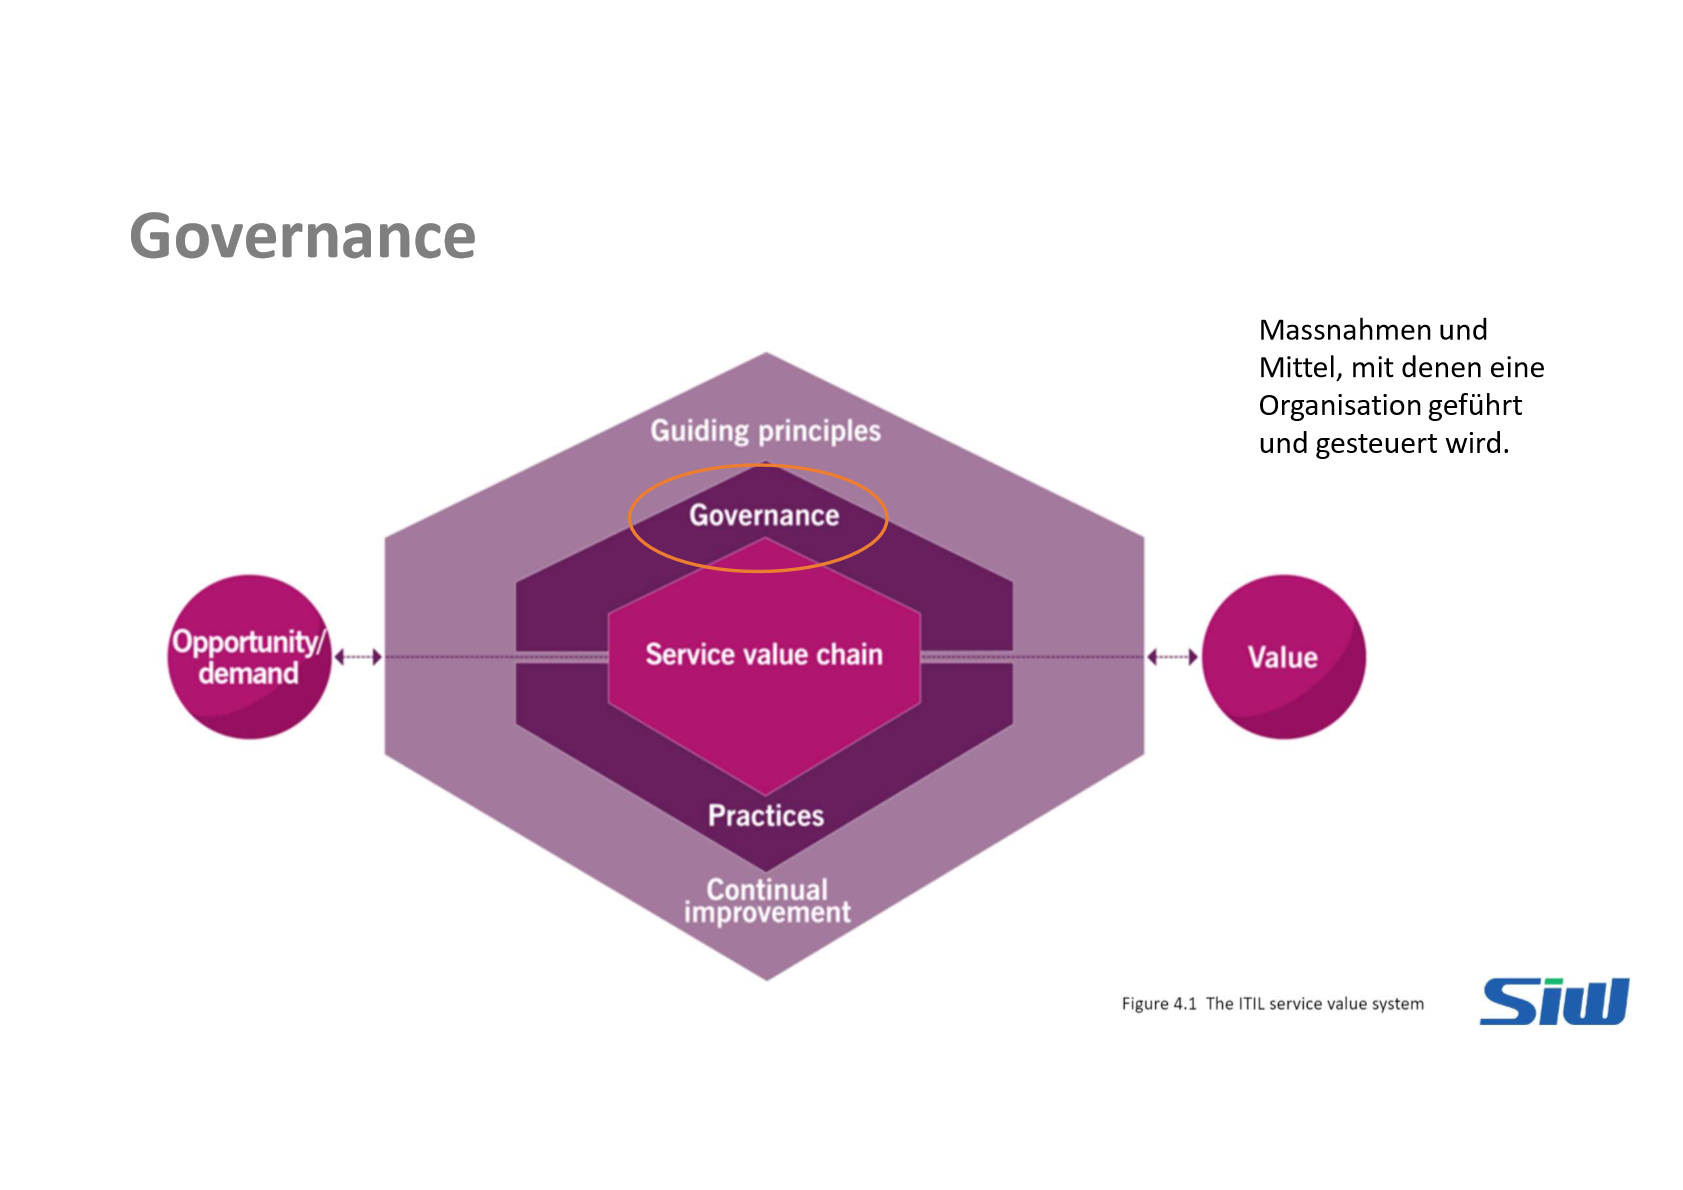 Governance
Massnahmen und
Mittel, mit denen eine
Organisation geführt
und gesteuert wird.
Guiding principles
Governance
Opportunity/
demand
Service value chain
Value
Practices
Continual
improvement
Figure 4.1 The ITIL service value system
Siw